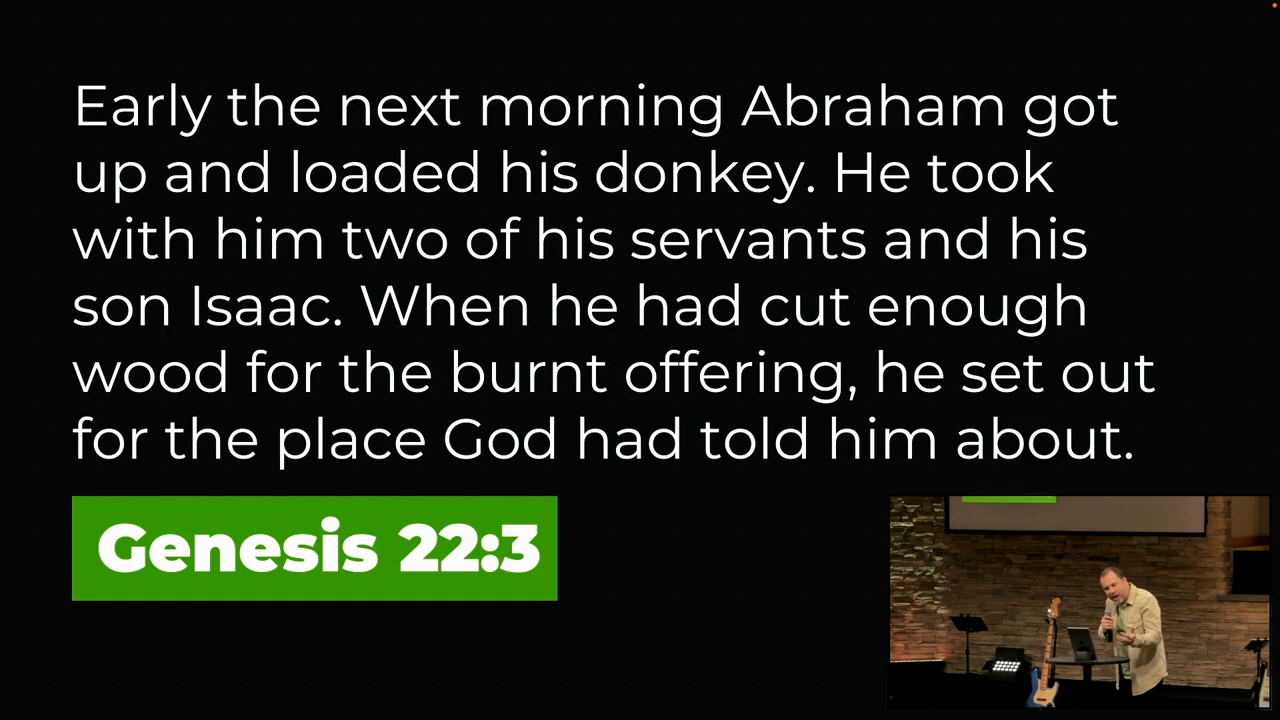 Early the next morning Abraham got
up and loaded his donkey. He took
with him two of his servants and his
son Isaac. When he had cut enough
wood for the burnt offering, he set out
for the place God had told him about.
Genesis 22:3